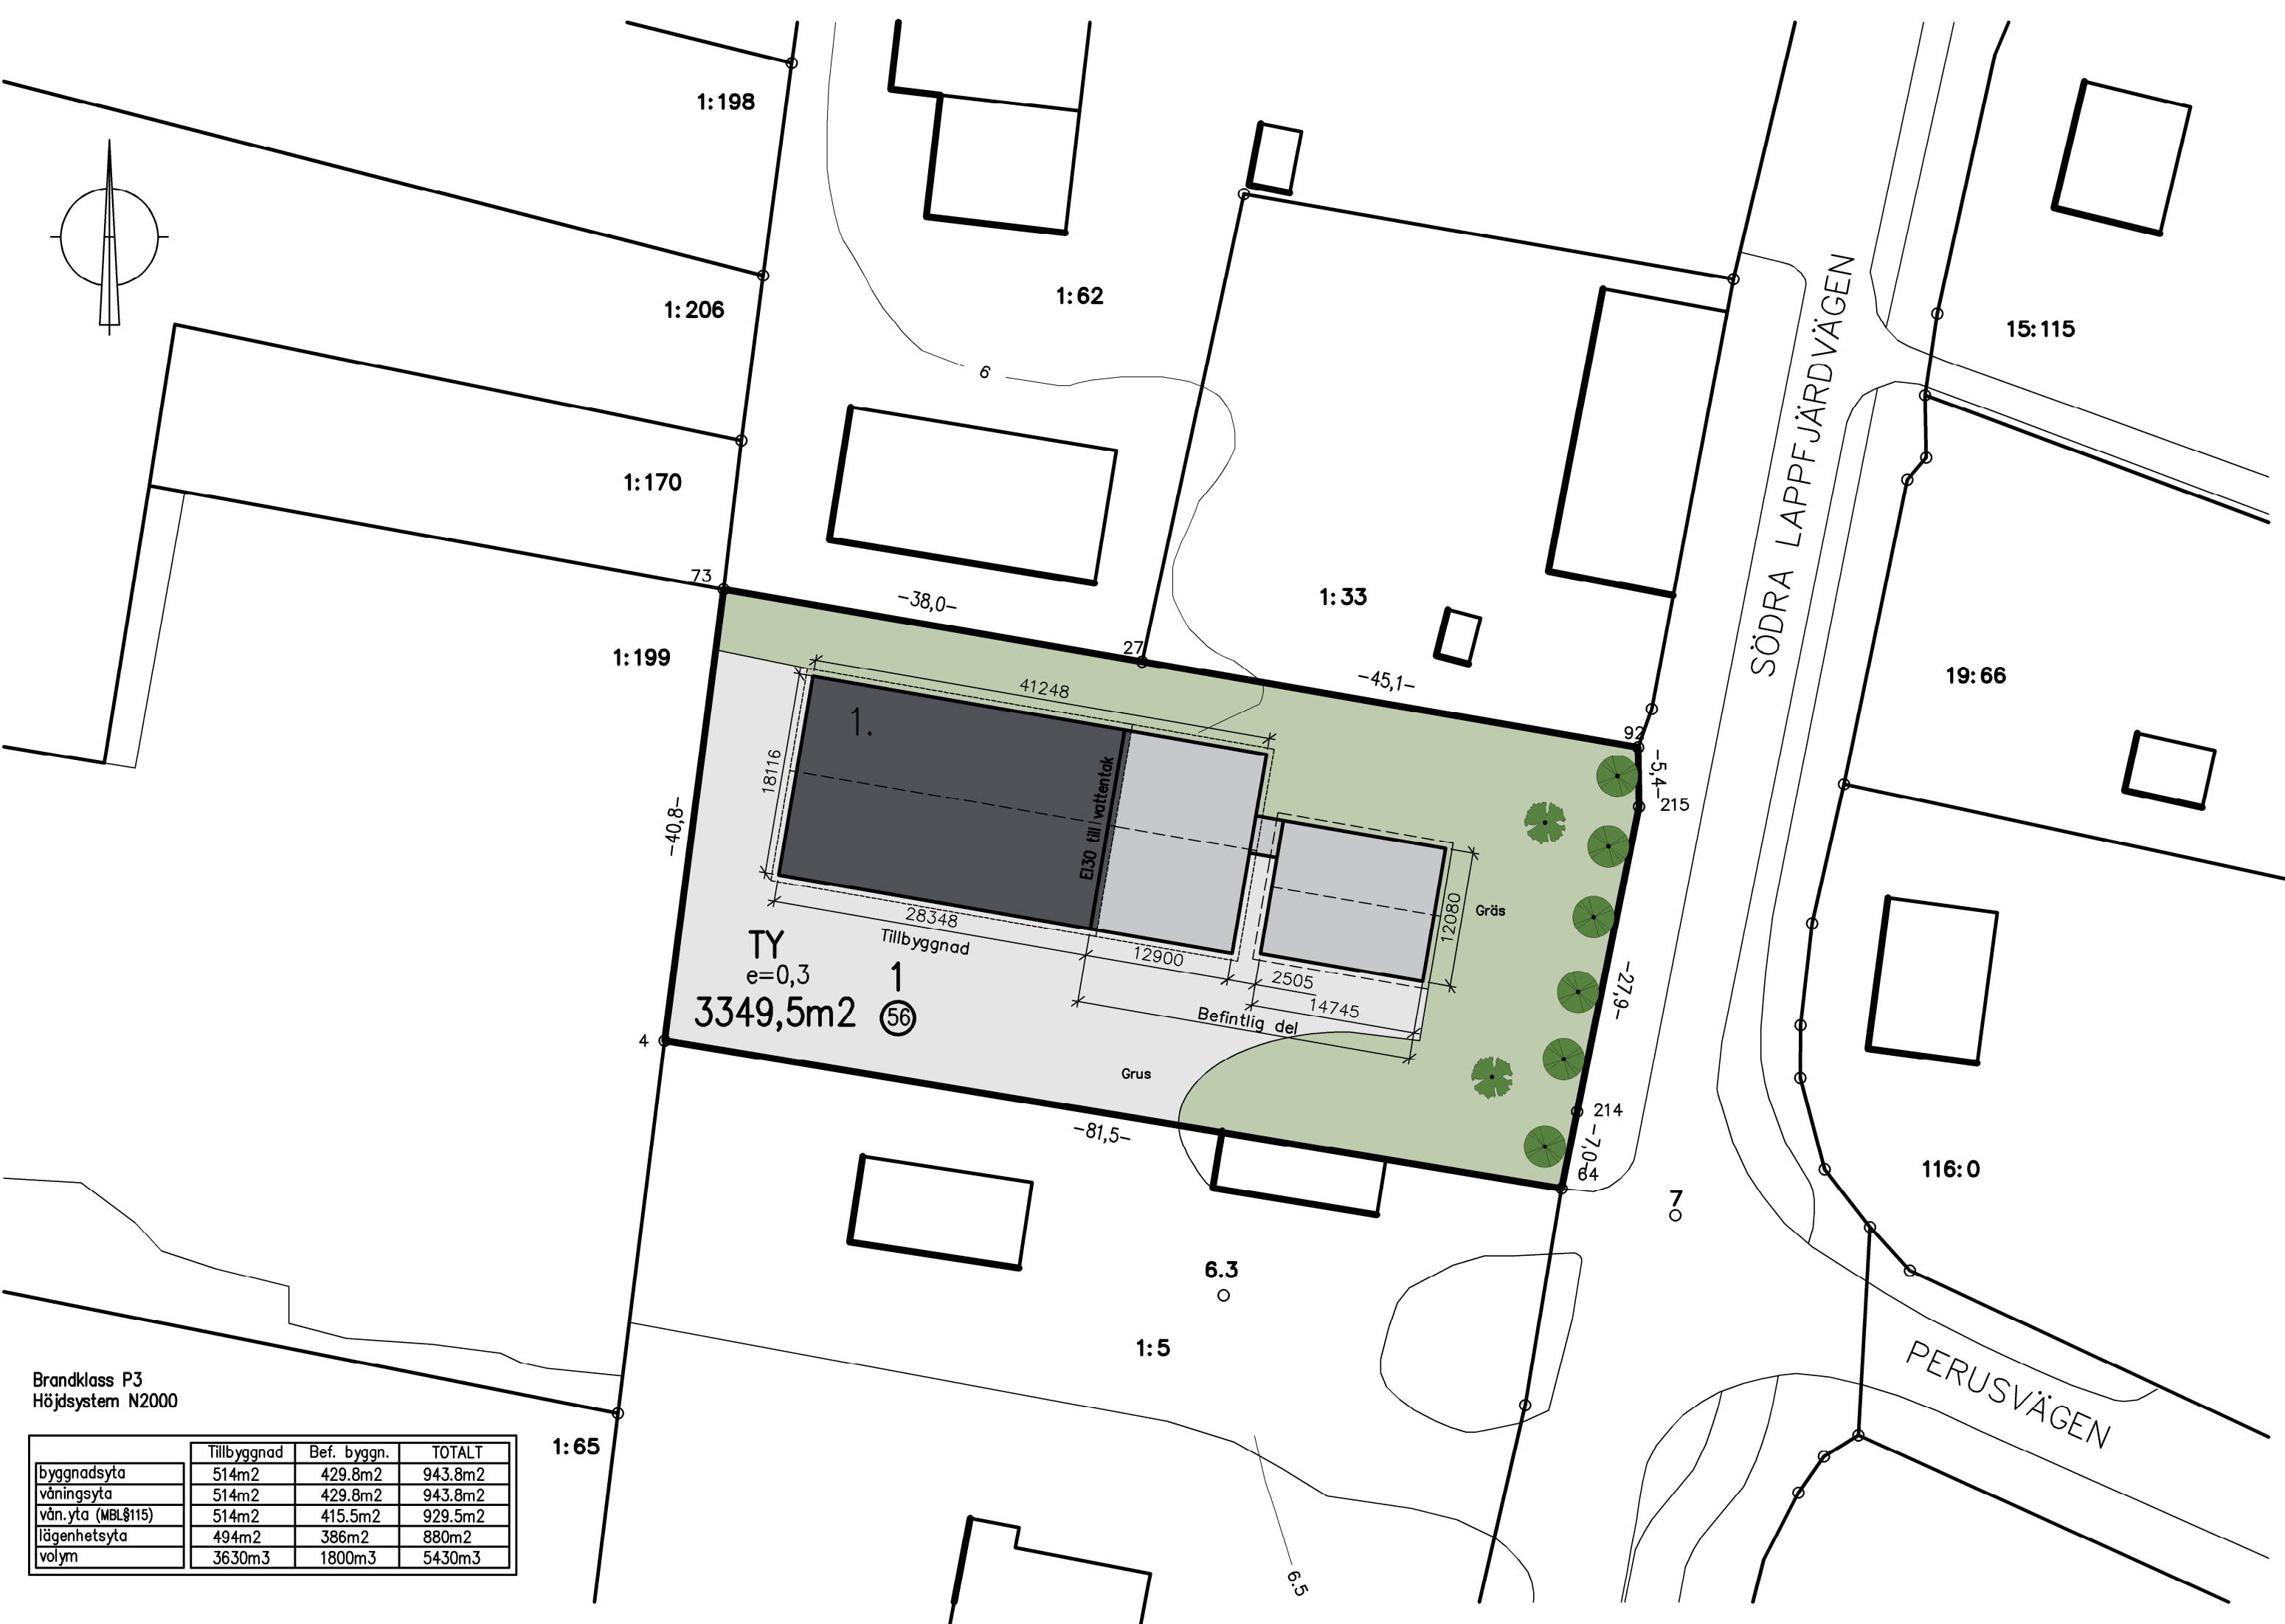 1:198
1:206
1:62
15:115
6
1:170
SÖDRA LAPPFJÄRDVÄGEN
73
-38,0-
1:33
27
1:199
-45,1-
19:66
41248
1.
92
-5,4-
215
18116
EI30 till vattentak
-40,8-
12080
Gräs
28348
Tillbyggnad
12900
2505
14745
Befintlig del
-27,9-
TY
e=0,3
1
3349,5m2
56
4
Grus
214
-7,0-
-81,5-
64
116:0
7
6.3
1:5
PERUSVÄGEN
Brandklass P3
Höjdsystem N2000
1:65
6.5
Tillbyggnad Bef. byggn. TOTALT
byggnadsyta 514m2 429.8m2 943.8m2
våningsyta 514m2 429.8m2 943.8m2
vån.yta (MBL§115) 514m2 415.5m2 929.5m2
lägenhetsyta 494m2 386m2 880m2
volym 3630m3 1800m3 5430m3